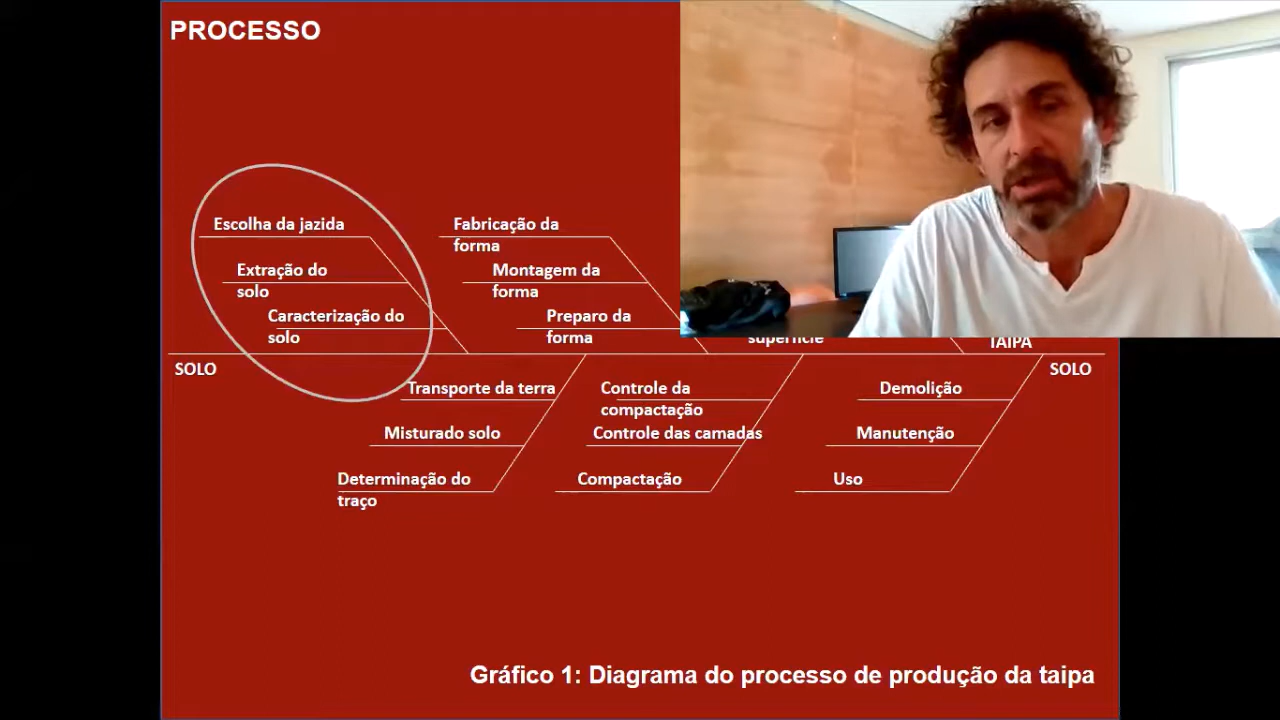 PROCESSO
Escolha da jazida
Extração do
solo
Caracterização do
solo
Fabricação da
forma
Montagem da
forma
Preparo da
forma
superfície
TAIPA
SOLO
SOLO
Transporte da terra
Misturado solo
Determinação do
traço
Controle da
compactação
Controle das camadas
Compactação
Demolição
Manutenção
Uso
Gráfico 1: Diagrama do processo de produção da taipa